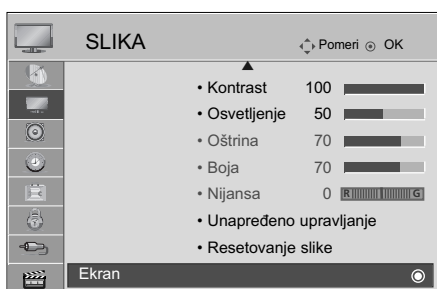 SLIKA Pomeri OK
• Kontrast 100
• Osvetljenje 50
• Oštrina 70
• Boja 70
• Nijansa 0 R G
• Unapređeno upravljanje
• Resetovanje slike
Ekran